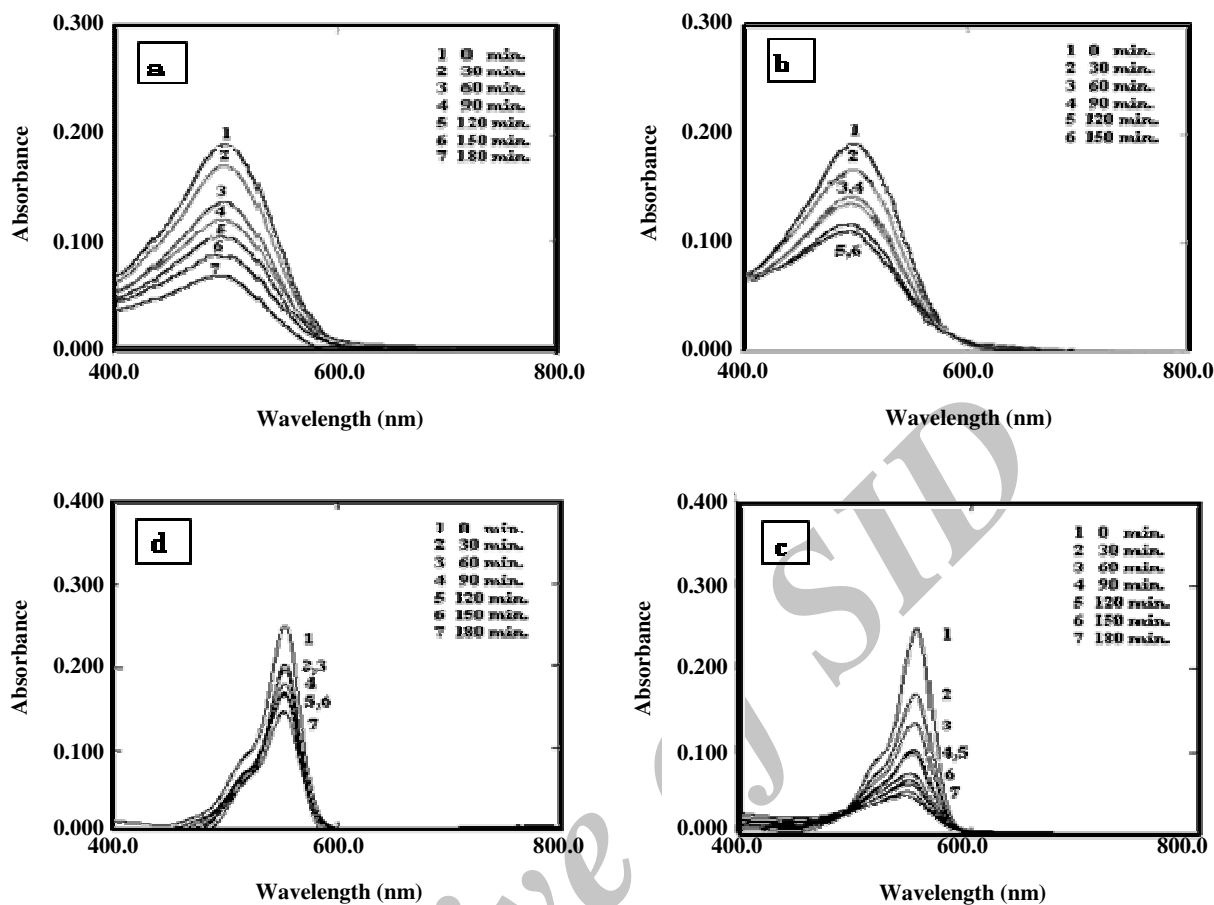 0.300
0.200
0.100
0.000
400.0 600.0 800.0
Absorbance
Wavelength (nm)
a
1 0 min.
2 30 min.
3 60 min.
4 90 min.
5 120 min.
6 150 min.
7 180 min.
1
2
3
4
5
6
7
0.300
0.200
0.100
0.000
400.0 600.0 800.0
Absorbance
Wavelength (nm)
b
1 0 min.
2 30 min.
3 60 min.
4 90 min.
5 120 min.
6 150 min.
1
2
3,4
5,6
0.400
0.300
0.200
0.100
0.000
400.0 600.0 800.0
Absorbance
Wavelength (nm)
d
1 0 min.
2 30 min.
3 60 min.
4 90 min.
5 120 min.
6 150 min.
7 180 min.
1
2,3
4
5,6
7
0.400
0.300
0.200
0.100
0.000
400.0 600.0 800.0
Absorbance
Wavelength (nm)
c
1 0 min.
2 30 min.
3 60 min.
4 90 min.
5 120 min.
6 150 min.
7 180 min.
1
2
3
4,5
6
7
SID